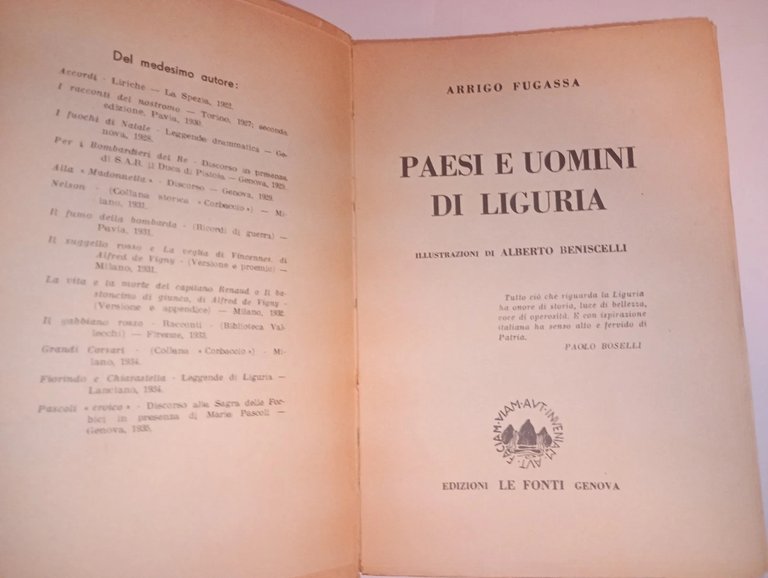 Del medesimo autore:
Accordi - Liriche — La Spezia, 1922.
I racconti del nostromo — Torino, 1927; seconda
edizione, Pavia, 1930.
I fuochi di Natale - Leggende drammatica — Ge-
nova, 1928.
Per i Bombardieri del Re - Discorso in presenza
di S.A.R. il Duca di Pistoia — Genova, 1929.
Alla « Madonnetta » - Discorso — Genova, 1929.
Nelson - (Collana storica « Corbaccio ») — Mi-
lano, 1931.
Il fumo della bombarda - (Ricordi di guerra) —
Pavia, 1931.
Il suggello rosso e La veglia di Vincennes, di
Alfred de Vigny - (Versione e proemio) —
Milano, 1931.
La vita e la morte del capitano Renaud o Il ba-
stoncino di giunco, di Alfred de Vigny -
(Versione e appendice) — Milano, 1932.
Il gabbiano rosso - Racconti - (Biblioteca Val-
lecchi) — Firenze, 1933.
Grandi Corsari - (Collana « Corbaccio ») — Mi-
lano, 1934.
Fiorindo e Chiarastella - Leggende di Liguria —
Lanciano, 1934.
Pascoli « eroico » - Discorso alla Sagra delle For-
bici in presenza di Maria Pascoli —
Genova, 1935.
ARRIGO FUGASSA
PAESI E UOMINI
DI LIGURIA
ILLUSTRAZIONI DI ALBERTO BENISCELLI
Tutto ciò che riguarda la Liguria
ha onore di storia, luce di bellezza,
voce di operosità. E con ispirazione
italiana ha senso alto e fervido di
Patria.
PAOLO BOSELLI
AVT·INVENIAM·VIAM·AVT·FACIAM
EDIZIONI LE FONTI GENOVA